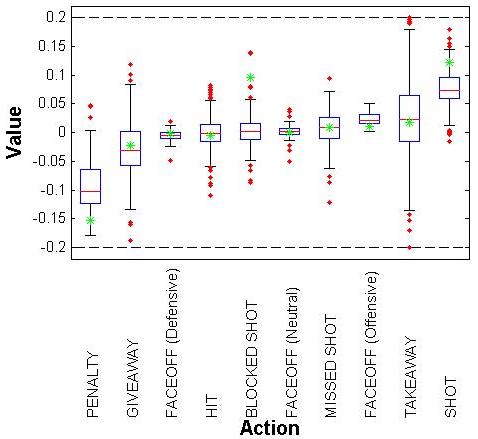 0.2
0.15
0.1
0.05
0
-0.05
-0.1
-0.15
-0.2
Value
PENALTY
GIVEAWAY
FACEOFF (Defensive)
HIT
BLOCKED SHOT
FACEOFF (Neutral)
MISSED SHOT
FACEOFF (Offensive)
TAKEAWAY
SHOT
Action